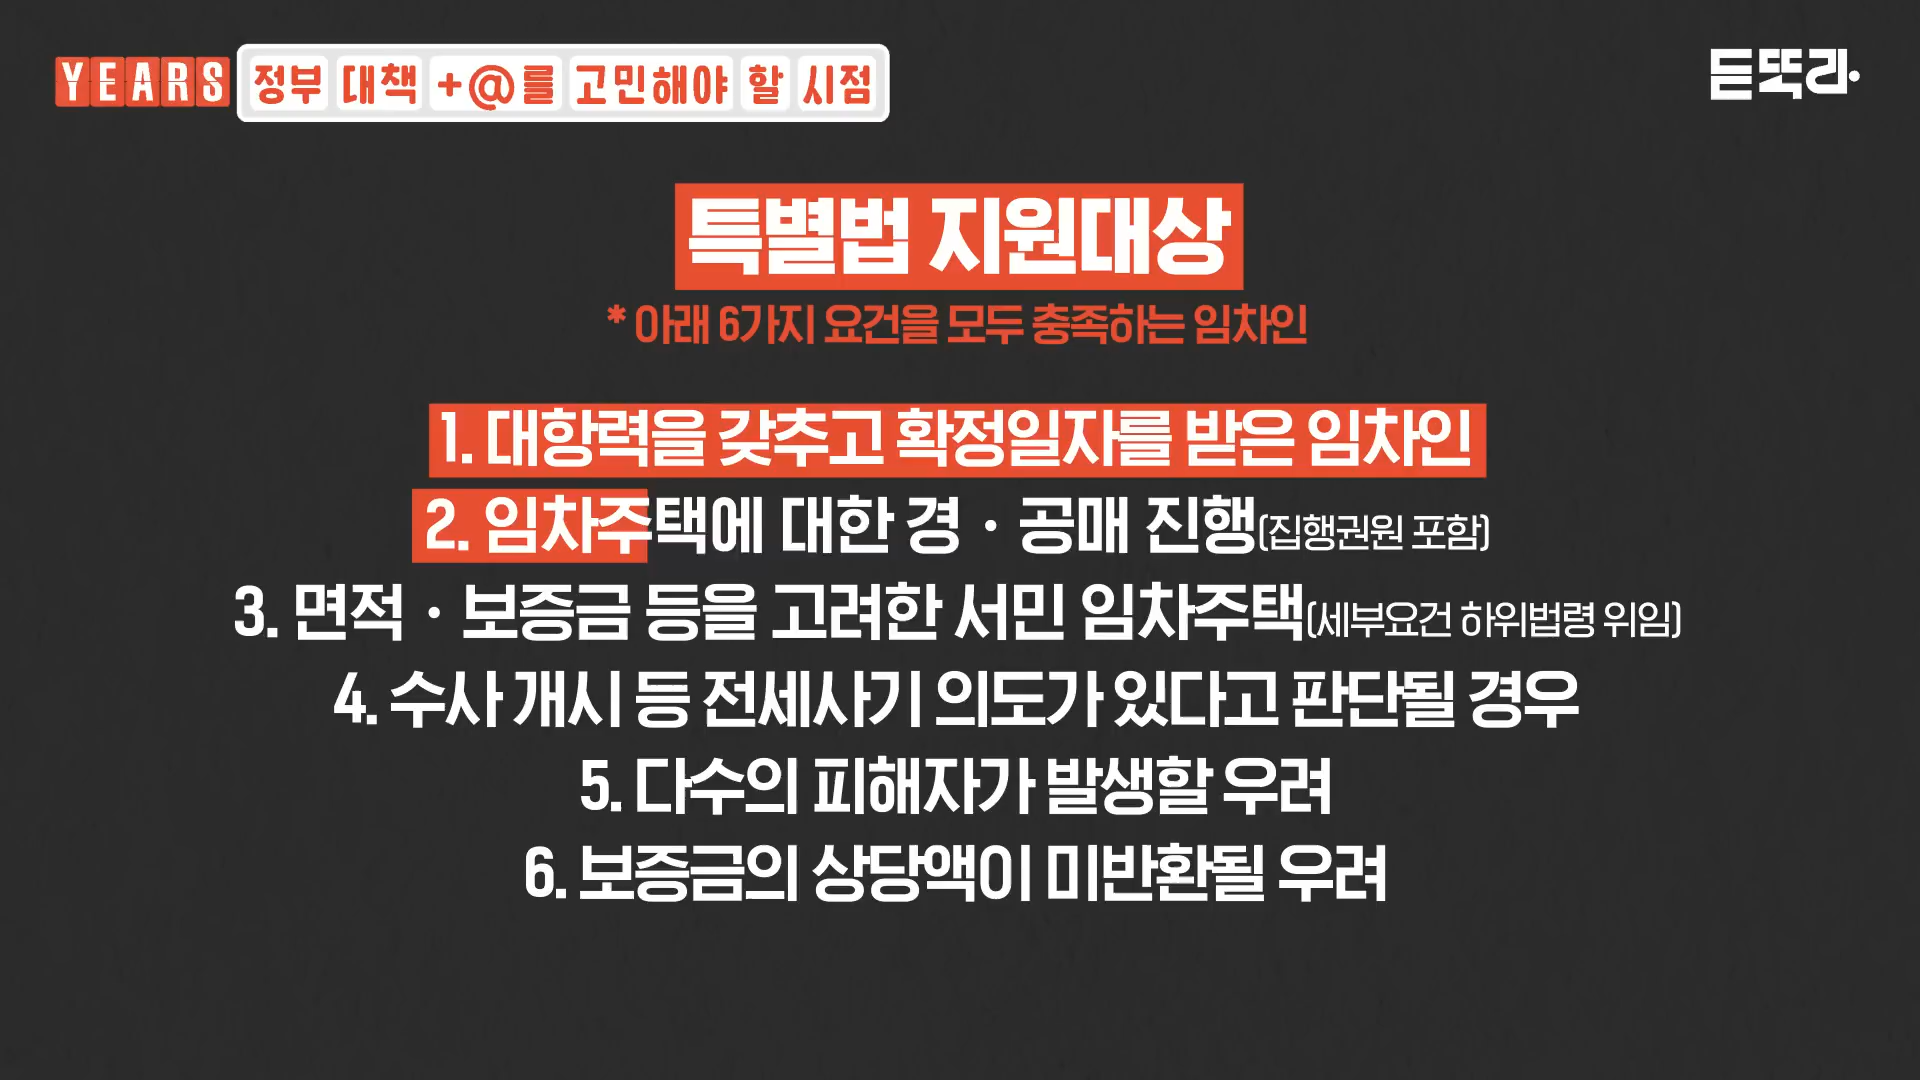 YEARS 정부 대책 +@를 고민해야 할 시점
듣똑라
특별법 지원대상
* 아래 6가지 요건을 모두 충족하는 임차인
1. 대항력을 갖추고 확정일자를 받은 임차인
2. 임차주택에 대한 경 · 공매 진행(집행권원 포함)
3. 면적 · 보증금 등을 고려한 서민 임차주택(세부요건 하위법령 위임)
4. 수사 개시 등 전세사기 의도가 있다고 판단될 경우
5. 다수의 피해자가 발생할 우려
6. 보증금의 상당액이 미반환될 우려